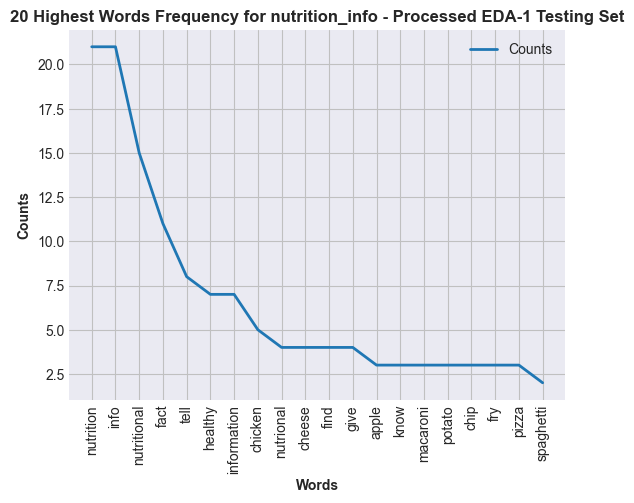 20 Highest Words Frequency for nutrition_info - Processed EDA-1 Testing Set
Counts
20.0
17.5
15.0
12.5
10.0
7.5
5.0
2.5
Counts
nutrition
info
nutritional
fact
tell
healthy
information
chicken
nutrional
cheese
find
give
apple
know
macaroni
potato
chip
fry
pizza
spaghetti
Words